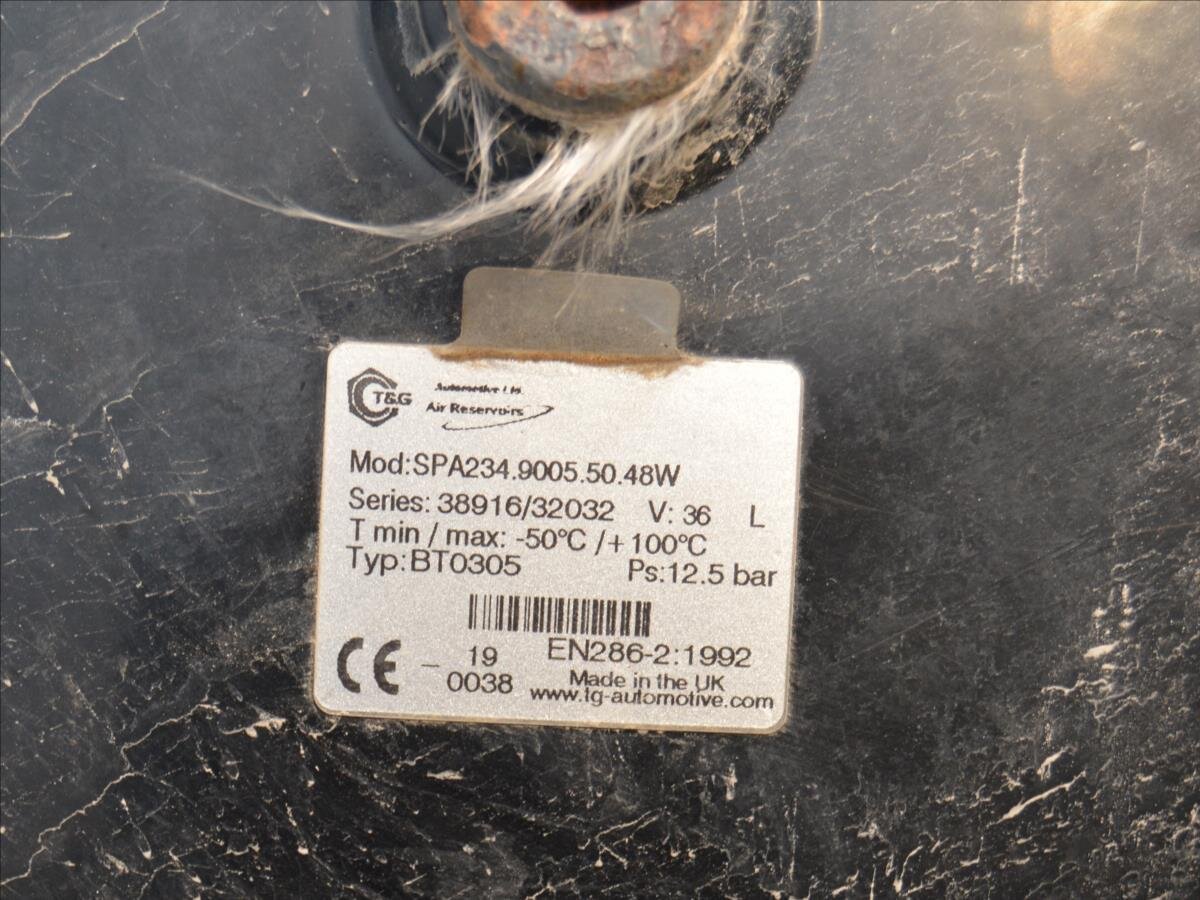 T&G Automotive Ltd.
Air Reservoirs
Mod:SPA234.9005.50.48W
Series: 38916/32032 V: 36 L
T min / max: -50°C /+100°C
Typ:BT0305 Ps:12.5 bar
CE - 19 EN286-2:1992
0038 Made in the UK
www.tg-automotive.com